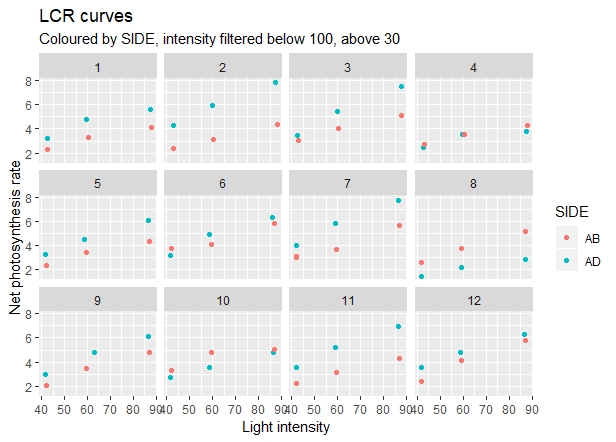 LCR curves
Coloured by SIDE, intensity filtered below 100, above 30
1 2 3 4
8
6
4
2
5 6 7 8
8
6
4
2
9 10 11 12
8
6
4
2
40 50 60 70 80 90 40 50 60 70 80 90 40 50 60 70 80 90 40 50 60 70 80 90
Net photosynthesis rate
Light intensity
SIDE
AB
AD